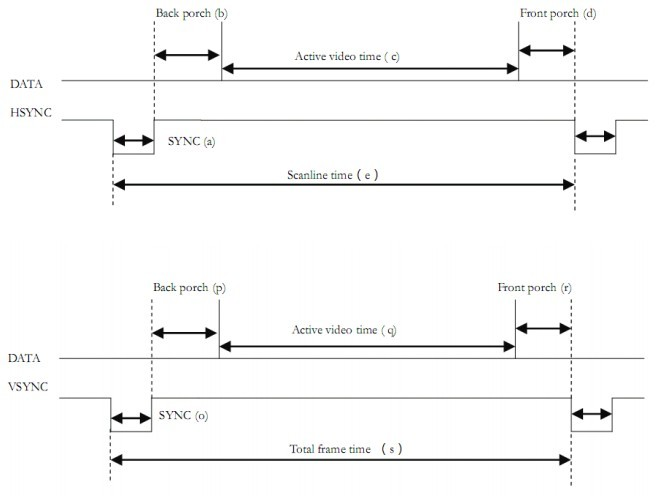 Back porch (b)
Front porch (d)
Active video time ( c)
DATA
HSYNC
SYNC (a)
Scanline time ( e )
Back porch (p)
Front porch (r)
Active video time ( q)
DATA
VSYNC
SYNC (o)
Total frame time ( s )